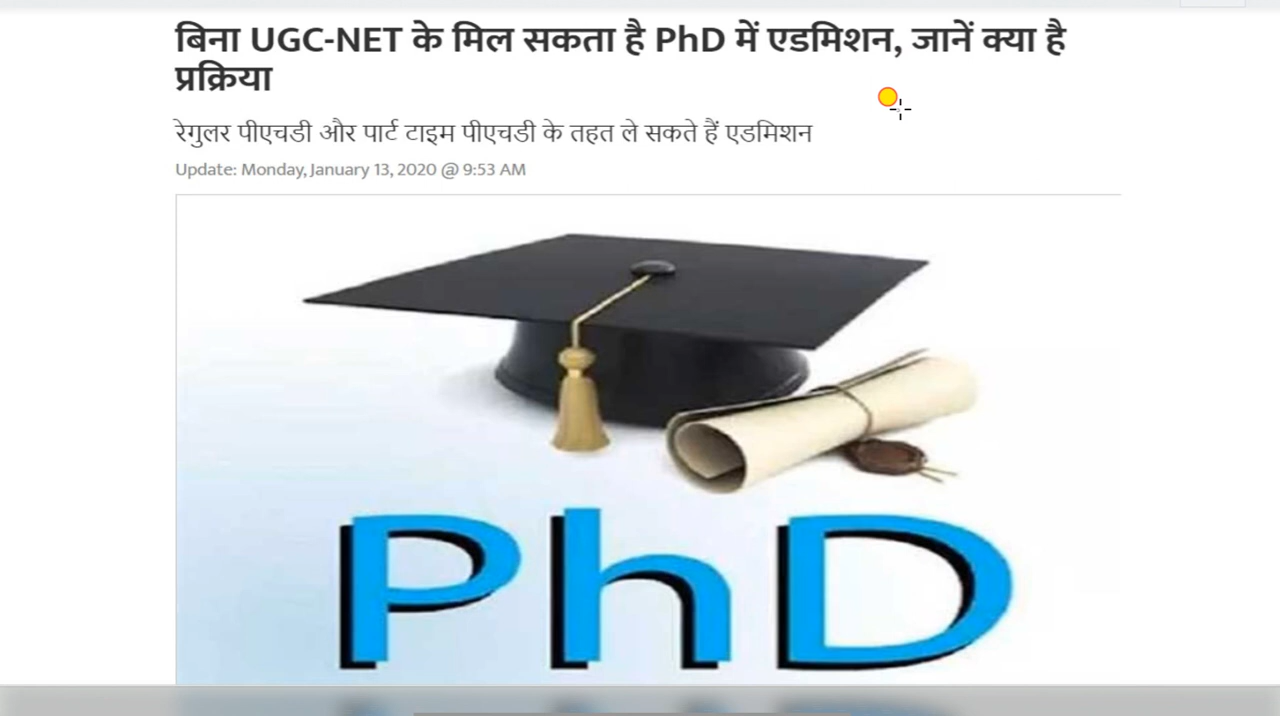 बिना UGC-NET के मिल सकता है PhD में एडमिशन, जानें क्या है
प्रक्रिया
रेगुलर पीएचडी और पार्ट टाइम पीएचडी के तहत ले सकते हैं एडमिशन
Update: Monday, January 13, 2020 @ 9:53 AM
PhD